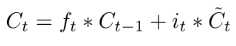 C_t = f_t * C_{t-1} + i_t * \tilde{C}_t